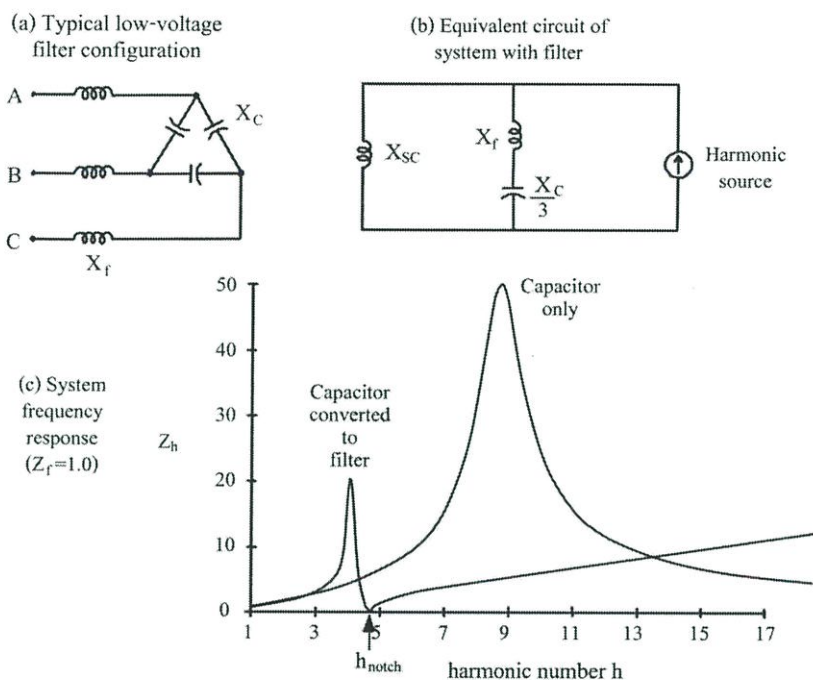 (a) Typical low-voltage
filter configuration
A
B
C
X_C
X_f
(b) Equivalent circuit of
systtem with filter
X_SC
X_f
X_C
3
Harmonic
source
(c) System
frequency
response
(Z_f=1.0)
Z_h
50
40
30
20
10
0
Capacitor
converted
to
filter
Capacitor
only
1
3
5
7
9
11
13
15
17
h_notch
harmonic number h